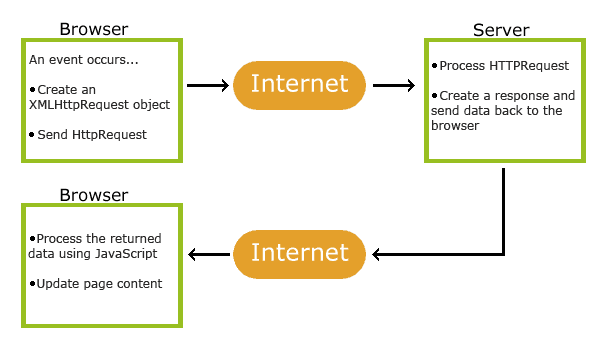 Browser
An event occurs...
•Create an
XMLHttpRequest object
• Send HttpRequest
Internet
Server
•Process HTTPRequest
•Create a response and
send data back to the
browser
Browser
•Process the returned
data using JavaScript
•Update page content
Internet